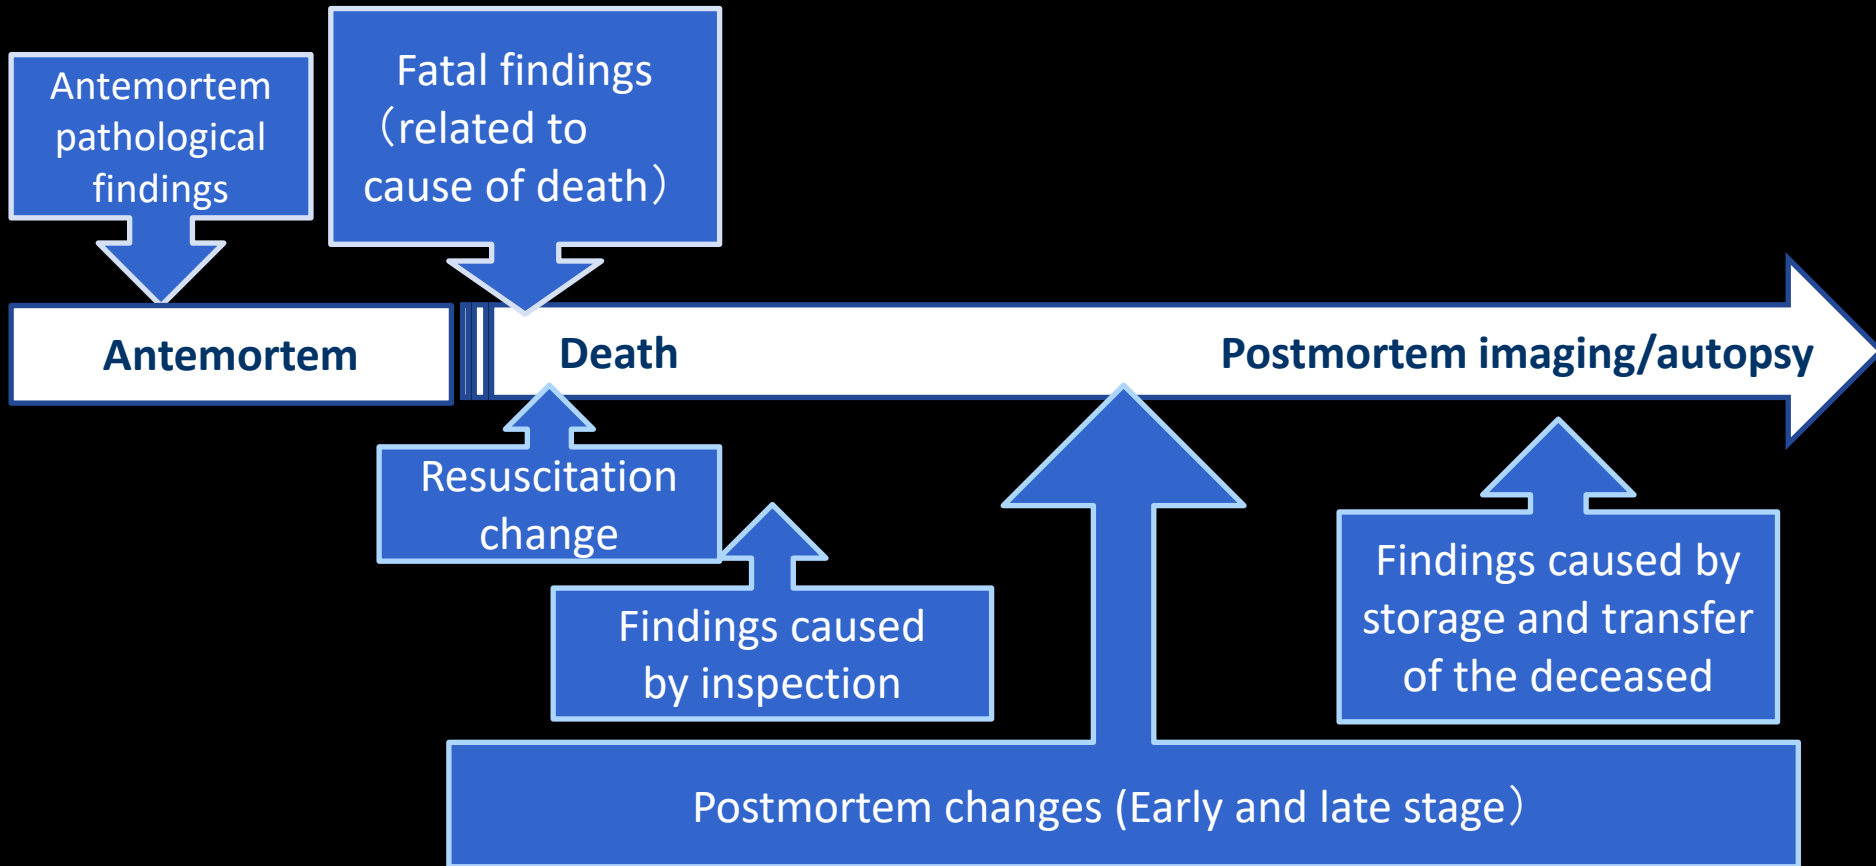 Antemortem
pathological
findings
Fatal findings
（related to
cause of death）
Antemortem
Death
Postmortem imaging/autopsy
Resuscitation
change
Findings caused
by inspection
Findings caused by
storage and transfer
of the deceased
Postmortem changes (Early and late stage）